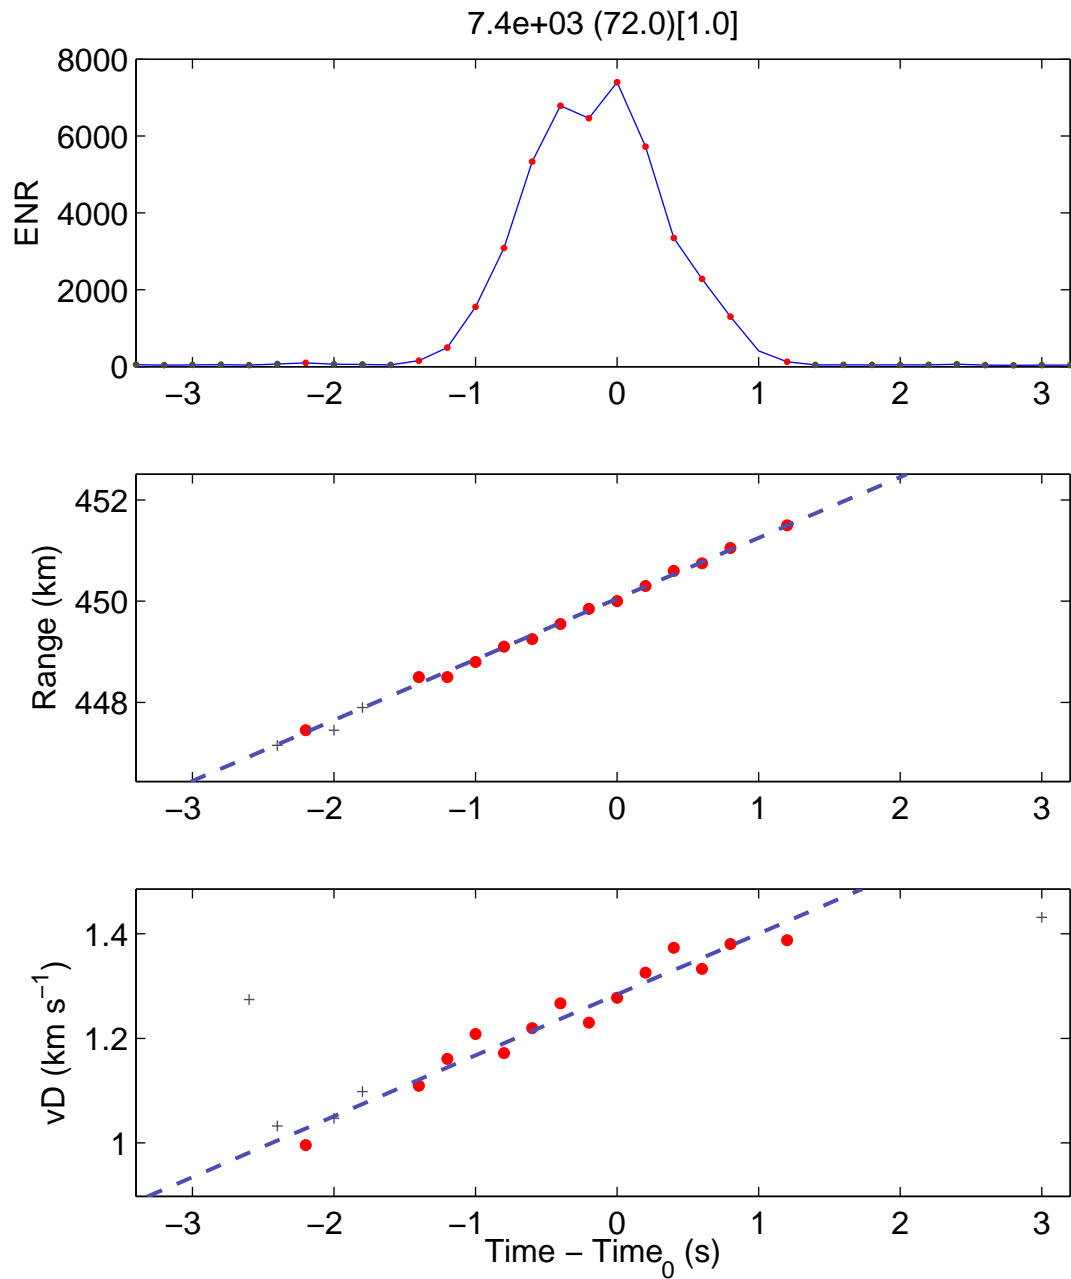 7.4e+03 (72.0)[1.0]
8000
6000
4000
2000
0
ENR
−3 −2 −1 0 1 2 3
452
450
448
Range (km)
−3 −2 −1 0 1 2 3
1.4
1.2
1
vD (km s⁻¹)
−3 −2 −1 0 1 2 3
Time − Time₀ (s)